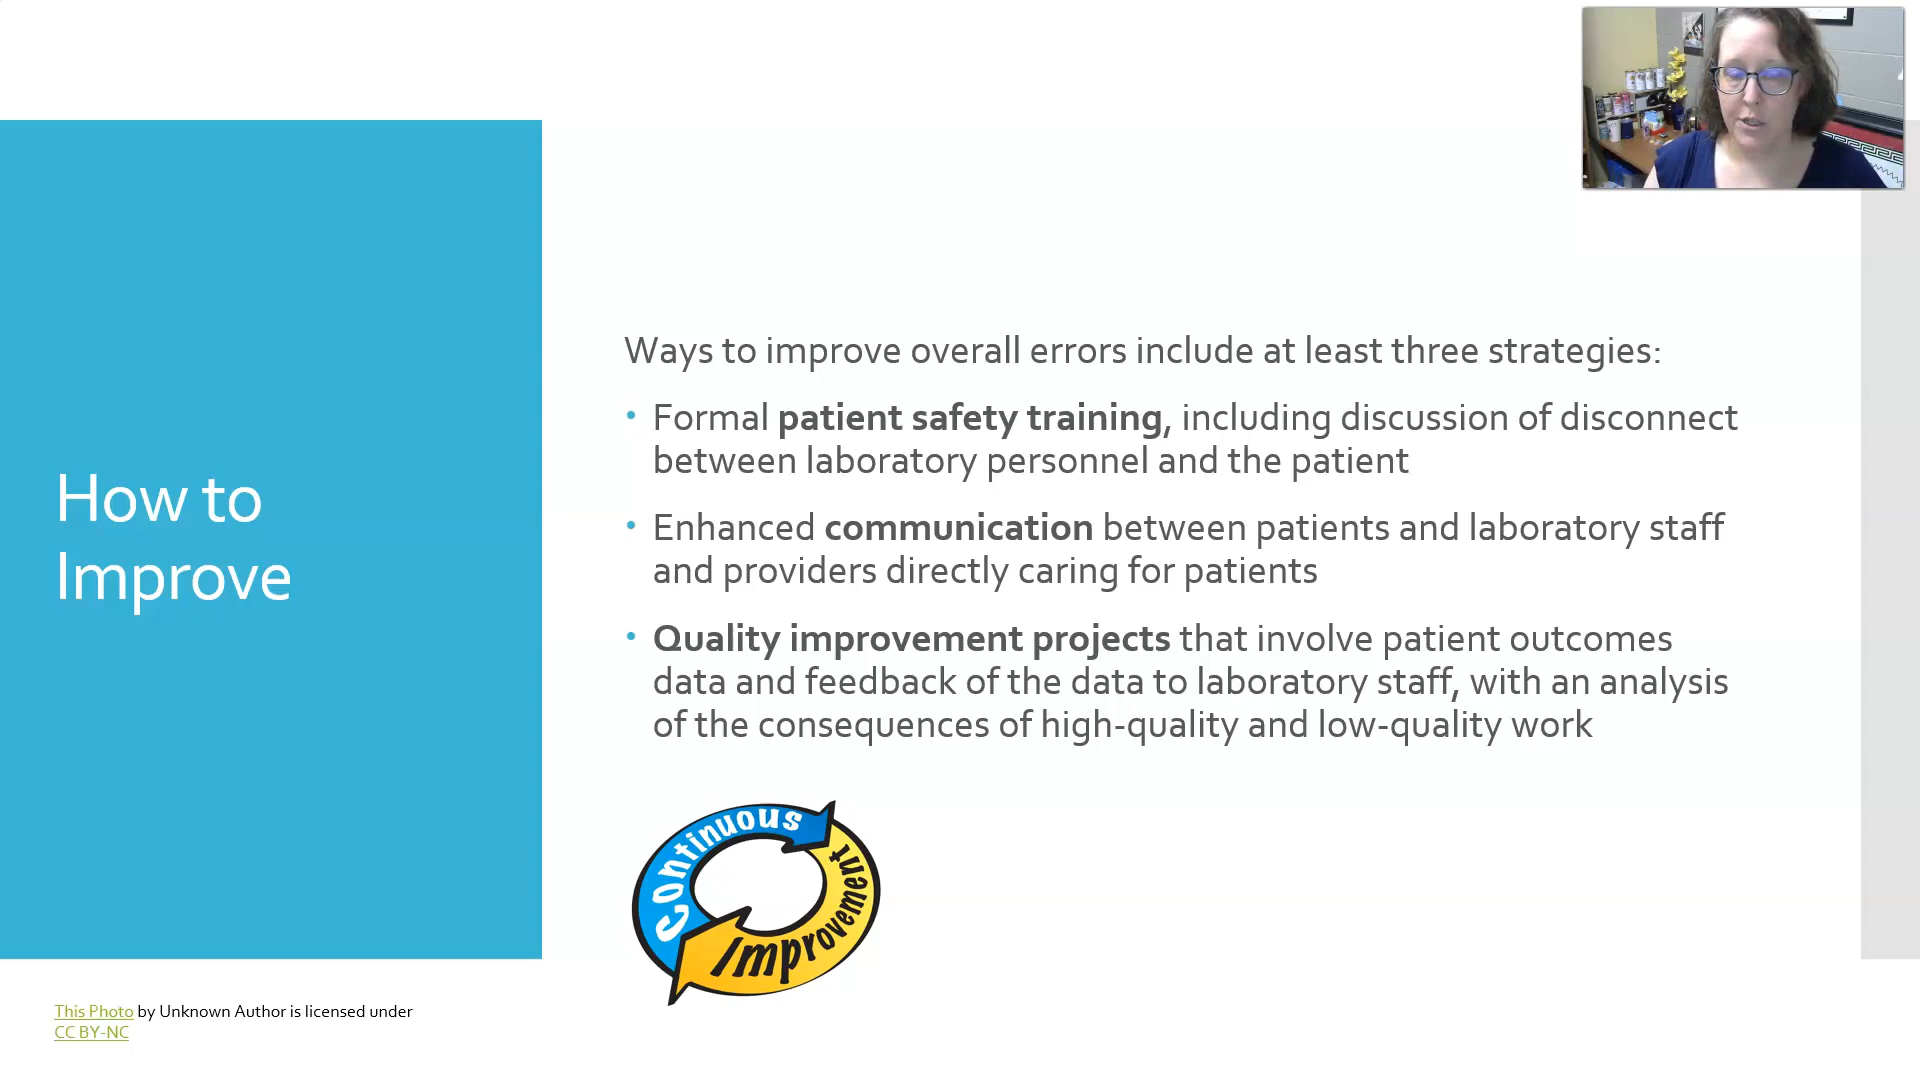 How to
Improve
Ways to improve overall errors include at least three strategies:
• Formal patient safety training, including discussion of disconnect
between laboratory personnel and the patient
• Enhanced communication between patients and laboratory staff
and providers directly caring for patients
• Quality improvement projects that involve patient outcomes
data and feedback of the data to laboratory staff, with an analysis
of the consequences of high-quality and low-quality work
Continuous
Improvement
This Photo by Unknown Author is licensed under
CC BY-NC